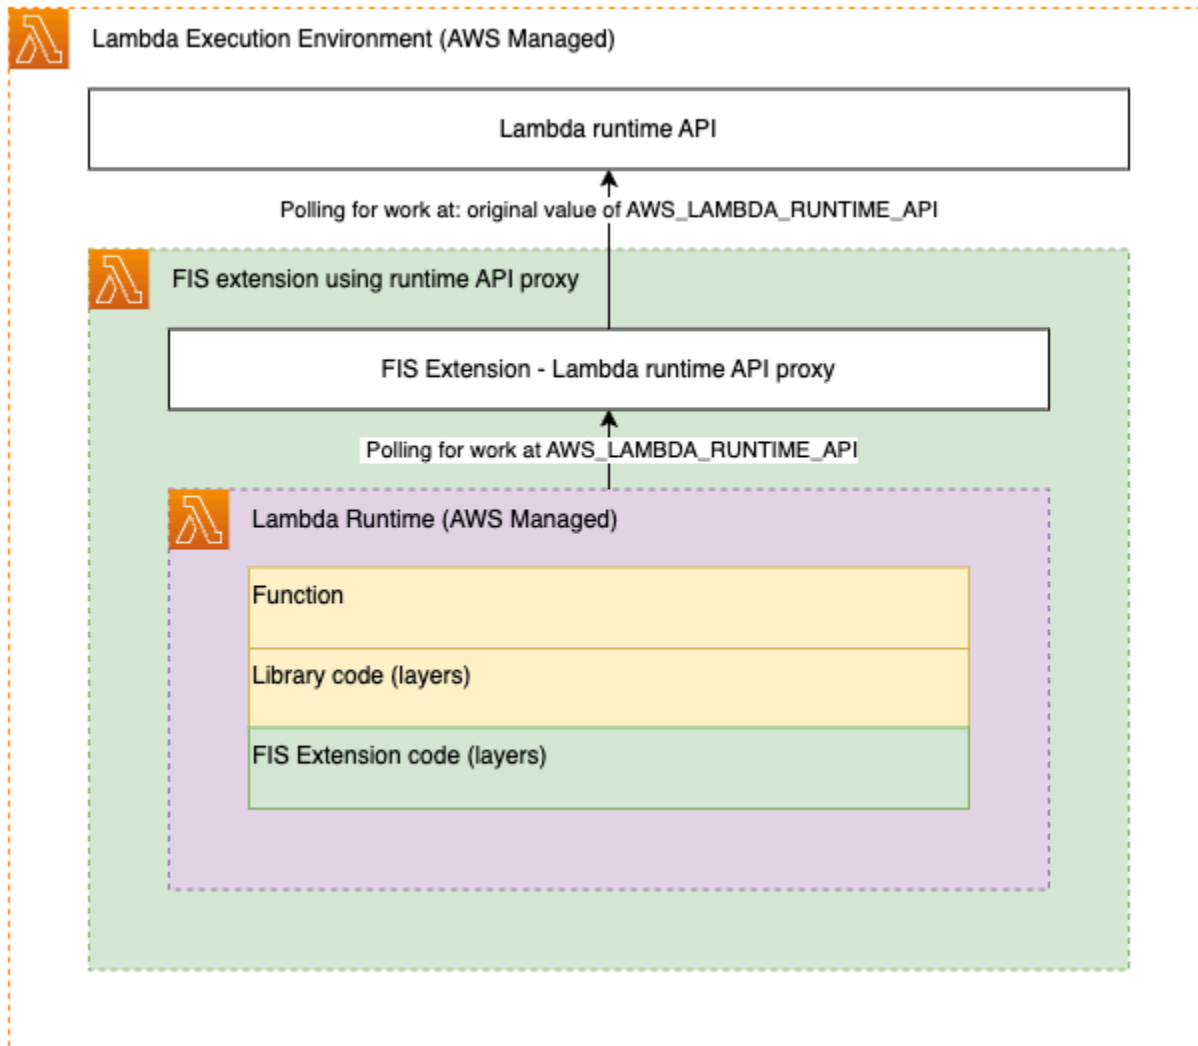 Lambda Execution Environment (AWS Managed)
Lambda runtime API
Polling for work at: original value of AWS_LAMBDA_RUNTIME_API
FIS extension using runtime API proxy
FIS Extension - Lambda runtime API proxy
Polling for work at AWS_LAMBDA_RUNTIME_API
Lambda Runtime (AWS Managed)
Function
Library code (layers)
FIS Extension code (layers)